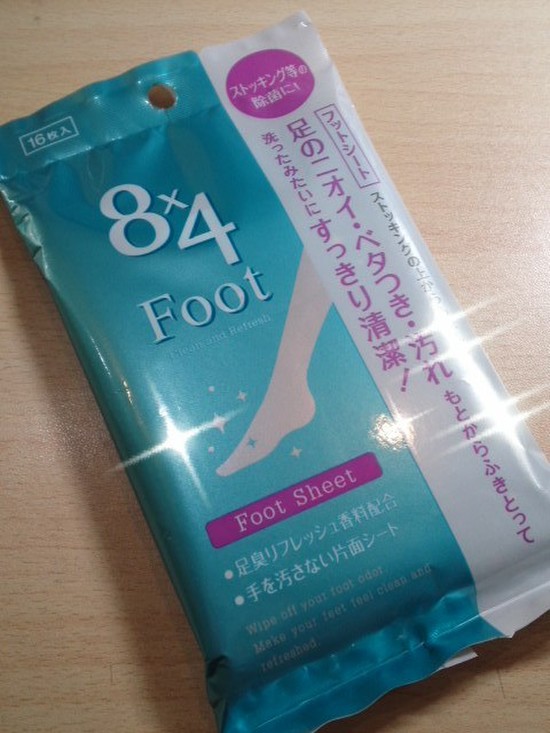 16枚入
ストッキング等の
除菌に!
8×4
Foot
Clean and Refresh
フットシート
ストッキングの上から
足のニオイ・ベタつき・汚れ
もとからふきとって
洗ったみたいにすっきり清潔!
Foot Sheet
●足臭リフレッシュ香料配合
●手を汚さない片面シート
Wipe off your foot odor.
Make your feet feel clean and
refreshed.